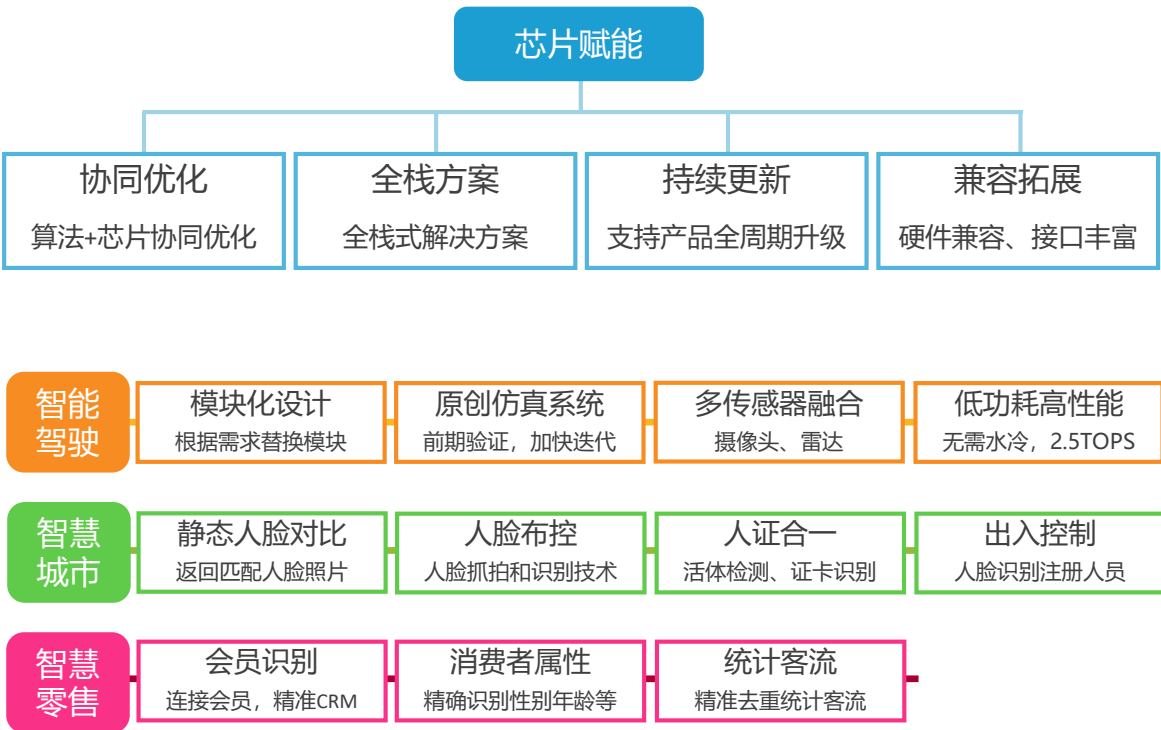 芯片赋能
协同优化
算法+芯片协同优化
全栈方案
全栈式解决方案
持续更新
支持产品全周期升级
兼容拓展
硬件兼容、接口丰富
智能
驾驶
模块化设计
根据需求替换模块
原创仿真系统
前期验证，加快迭代
多传感器融合
摄像头、雷达
低功耗高性能
无需水冷，2.5TOPS
智慧
城市
静态人脸对比
返回匹配人脸照片
人脸布控
人脸抓拍和识别技术
人证合一
活体检测、证卡识别
出入控制
人脸识别注册人员
智慧
零售
会员识别
连接会员，精准CRM
消费者属性
精确识别性别年龄等
统计客流
精准去重统计客流